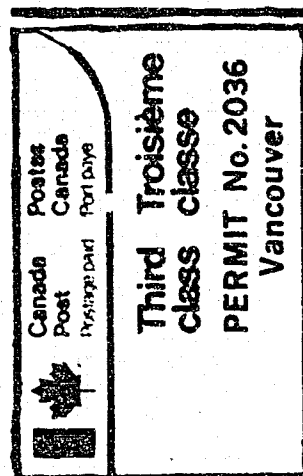 Canada Postes
Post Canada
Postage paid Port payé
Third Troisième
class classe
PERMIT No. 2036
Vancouver